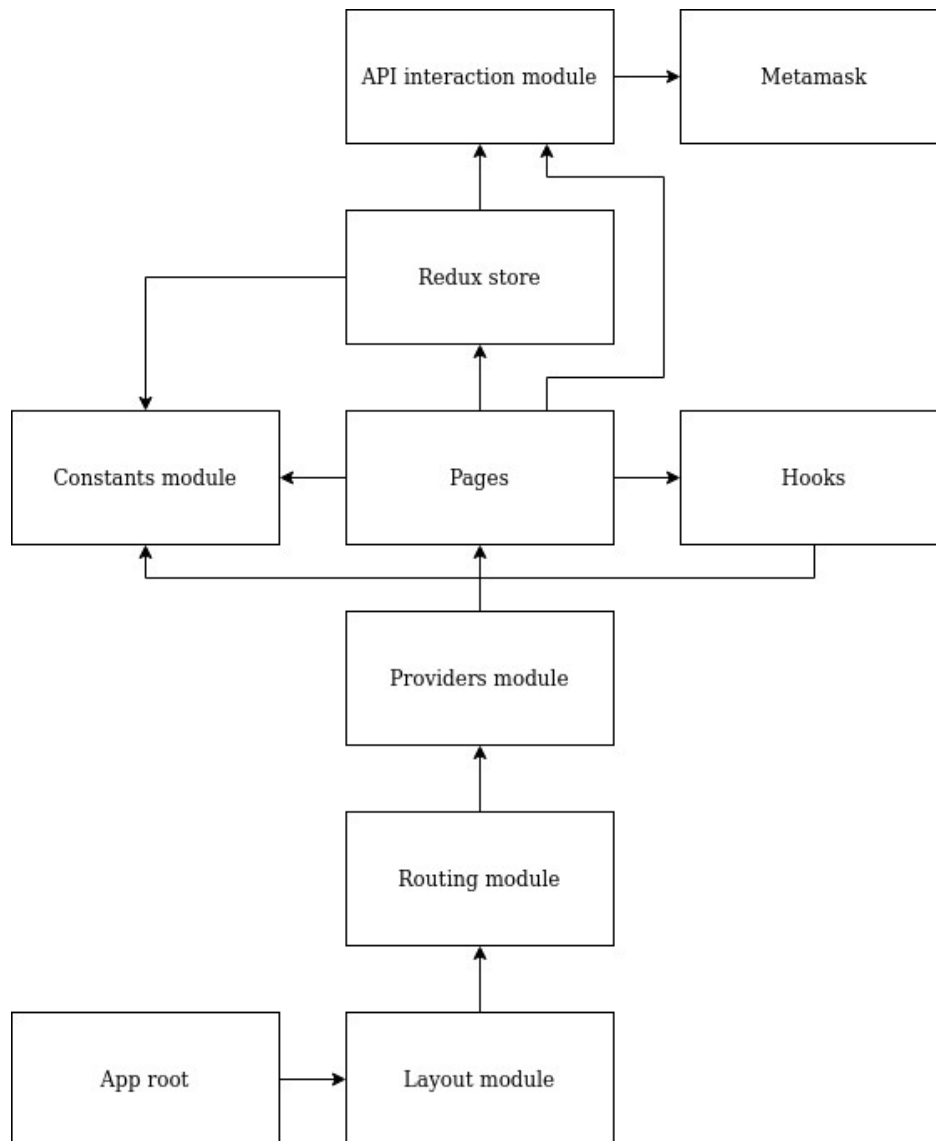 API interaction module
Metamask
Redux store
Constants module
Pages
Hooks
Providers module
Routing module
App root
Layout module